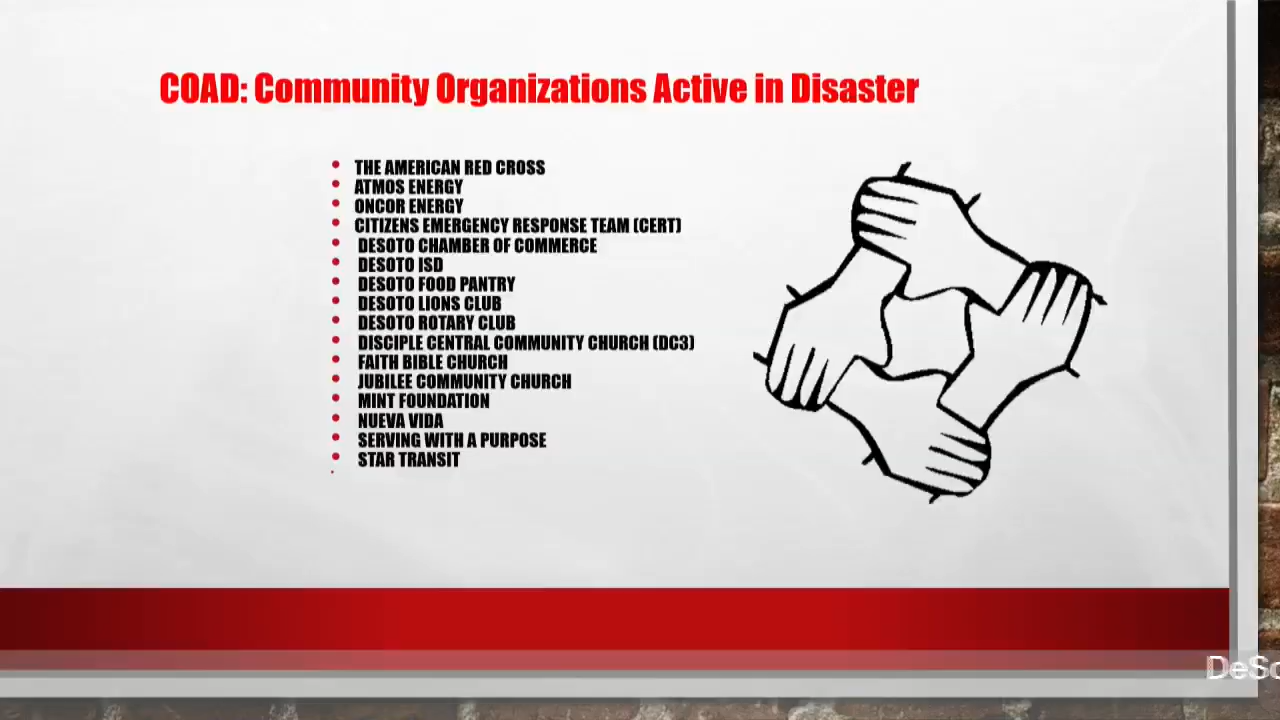 COAD: Community Organizations Active in Disaster
• THE AMERICAN RED CROSS
• ATMOS ENERGY
• ONCOR ENERGY
• CITIZENS EMERGENCY RESPONSE TEAM (CERT)
• DESOTO CHAMBER OF COMMERCE
• DESOTO ISD
• DESOTO FOOD PANTRY
• DESOTO LIONS CLUB
• DESOTO ROTARY CLUB
• DISCIPLE CENTRAL COMMUNITY CHURCH (DC3)
• FAITH BIBLE CHURCH
• JUBILEE COMMUNITY CHURCH
• MINT FOUNDATION
• NUEVA VIDA
• SERVING WITH A PURPOSE
• STAR TRANSIT